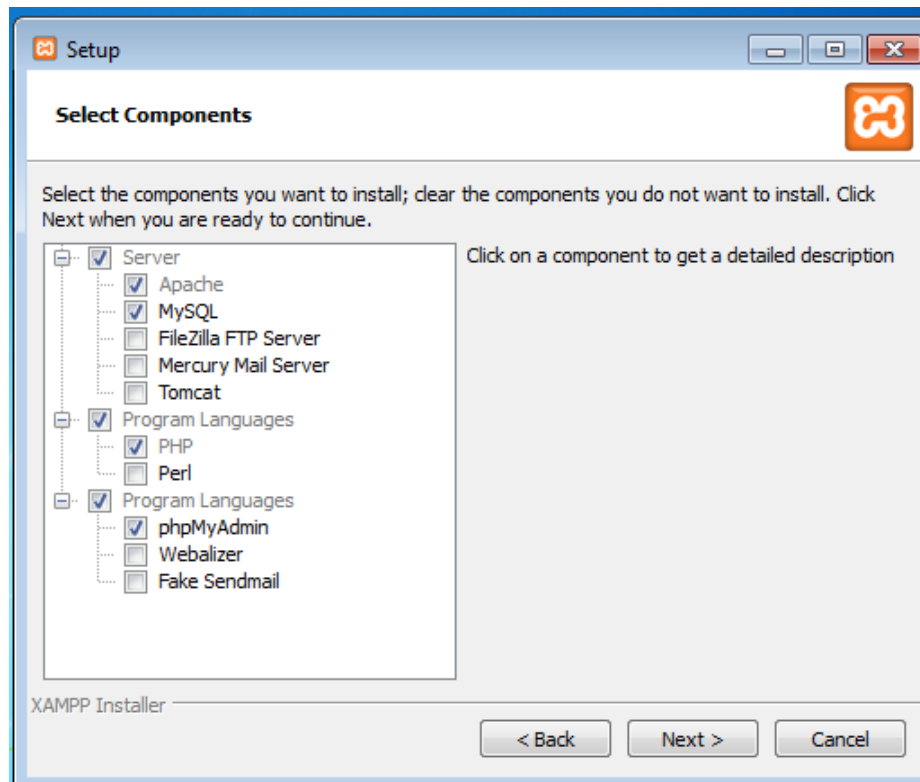 Setup
Select Components
Select the components you want to install; clear the components you do not want to install. Click
Next when you are ready to continue.
Server
Apache
MySQL
FileZilla FTP Server
Mercury Mail Server
Tomcat
Program Languages
PHP
Perl
Program Languages
phpMyAdmin
Webalizer
Fake Sendmail
Click on a component to get a detailed description
XAMPP Installer
< Back
Next >
Cancel